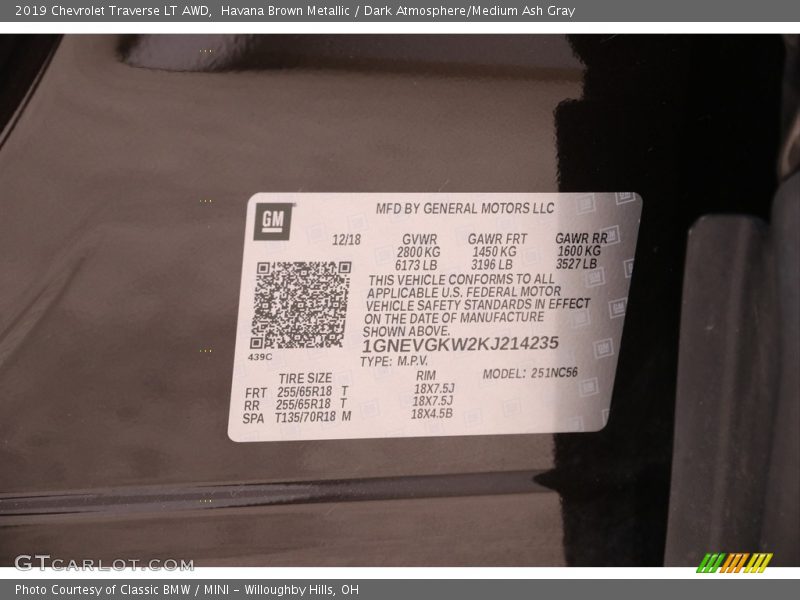 2019 Chevrolet Traverse LT AWD,  Havana Brown Metallic / Dark Atmosphere/Medium Ash Gray
GM
MFD BY GENERAL MOTORS LLC
12/18 GVWR GAWR FRT GAWR RR
2800 KG 1450 KG 1600 KG
6173 LB 3196 LB 3527 LB
THIS VEHICLE CONFORMS TO ALL
APPLICABLE U.S. FEDERAL MOTOR
VEHICLE SAFETY STANDARDS IN EFFECT
ON THE DATE OF MANUFACTURE
SHOWN ABOVE.
439C
1GNEVGKW2KJ214235
TYPE: M.P.V.
MODEL: 251NC56
TIRE SIZE RIM
FRT 255/65R18 T 18X7.5J
RR 255/65R18 T 18X7.5J
SPA T135/70R18 M 18X4.5B
GTCARLOT.COM
Photo Courtesy of Classic BMW / MINI - Willoughby Hills, OH